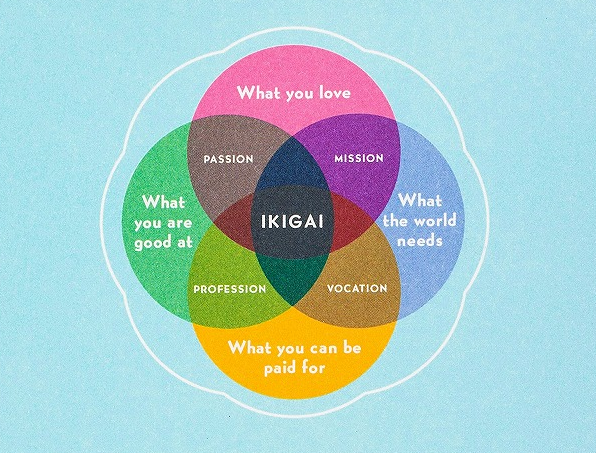 What you love
PASSION
MISSION
What
you are
good at
IKIGAI
What
the world
needs
PROFESSION
VOCATION
What you can be
paid for